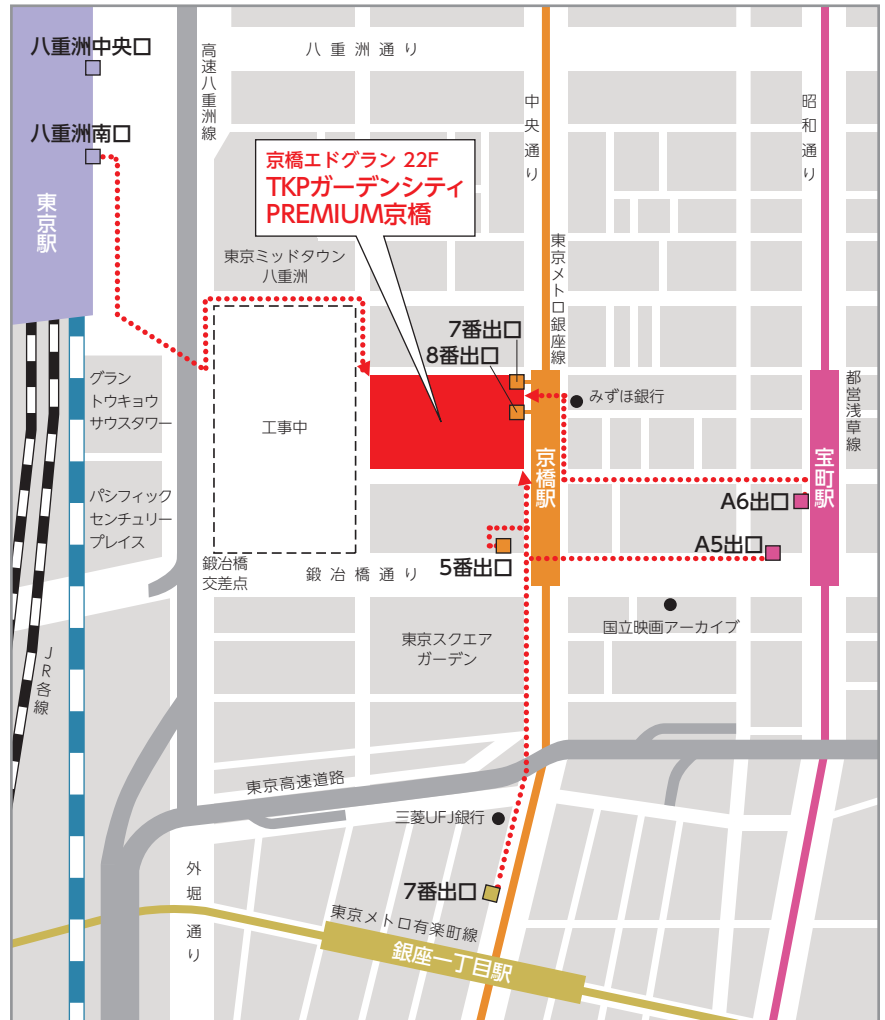 八重洲中央口
八重洲南口
東京駅
高速八重洲線
八重洲通り
中央通り
昭和通り
京橋エドグラン 22F
TKPガーデンシティ
PREMIUM京橋
東京ミッドタウン
八重洲
東京メトロ銀座線
7番出口
8番出口
みずほ銀行
都営浅草線
グラン
トウキョウ
サウスタワー
工事中
京橋駅
宝町駅
パシフィック
センチュリー
プレイス
A6出口
A5出口
5番出口
鍛冶橋
交差点
鍛冶橋通り
国立映画アーカイブ
東京スクエア
ガーデン
JR各線
東京高速道路
三菱UFJ銀行
外堀通り
7番出口
東京メトロ有楽町線
銀座一丁目駅